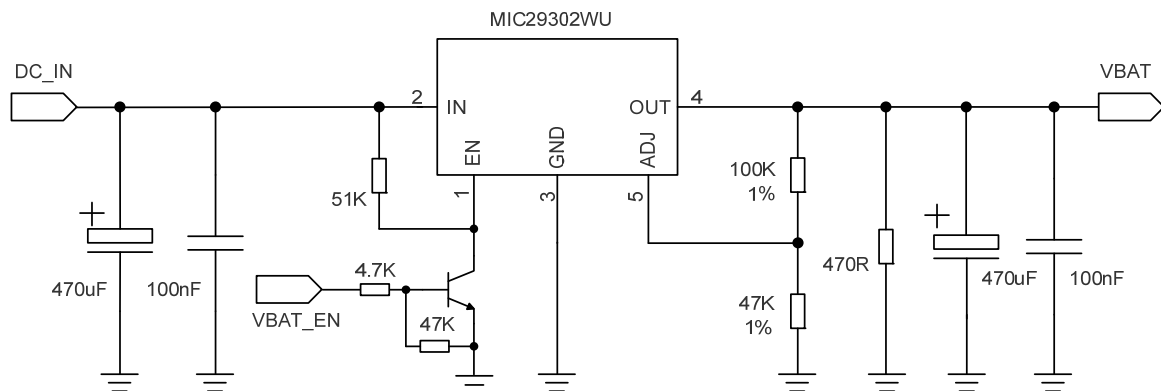 MIC29302WU
DC_IN
VBAT
2
IN
OUT
4
EN
GND
ADJ
1
3
5
51K
100K
1%
470uF
100nF
4.7K
VBAT_EN
47K
470R
47K
1%
470uF
100nF